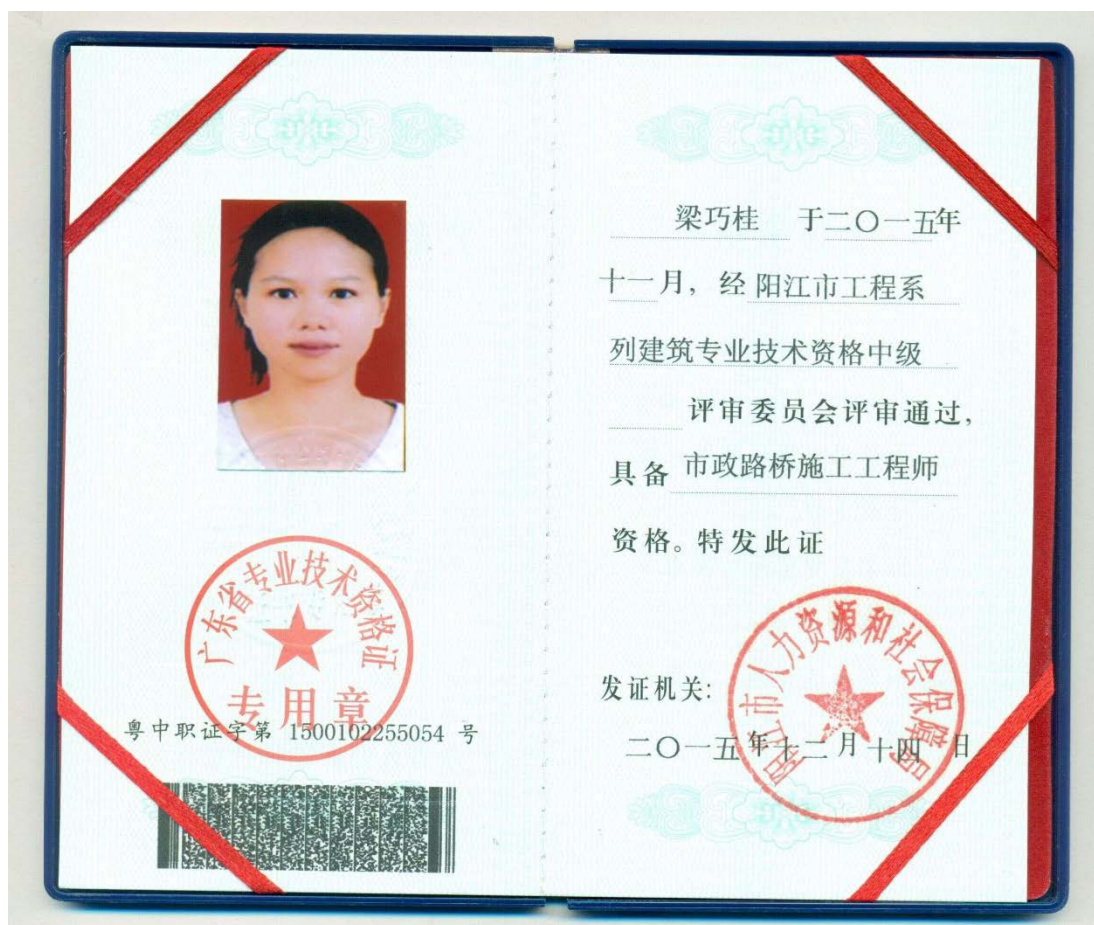 广东省专业技术资格证
专用章
粤中职证字第 1500102255054 号
梁巧桂 于二〇一五年
十一月，经 阳江市工程系
列建筑专业技术资格中级
评审委员会评审通过，
具备 市政路桥施工工程师
资格。特发此证
阳江市人力资源和社会保障局
发证机关：
二〇一五年十二月十四日